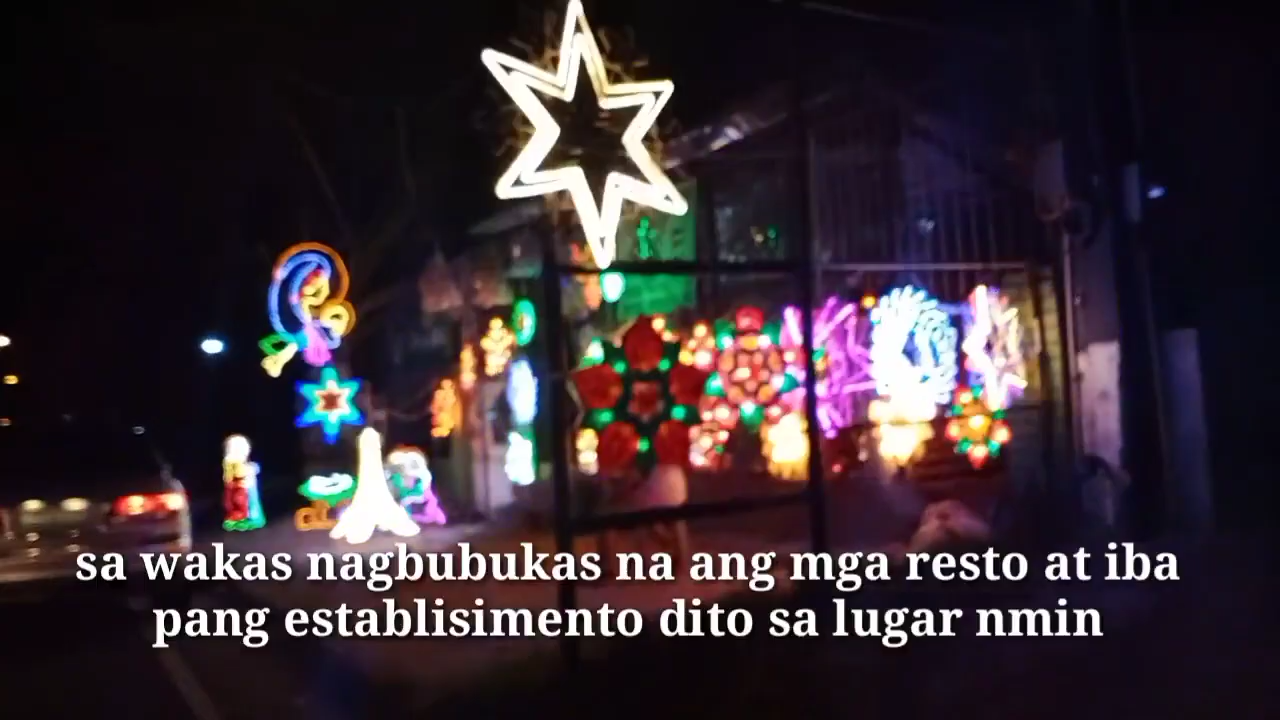 sa wakas nagbubukas na ang mga resto at iba
pang establisimento dito sa lugar nmin